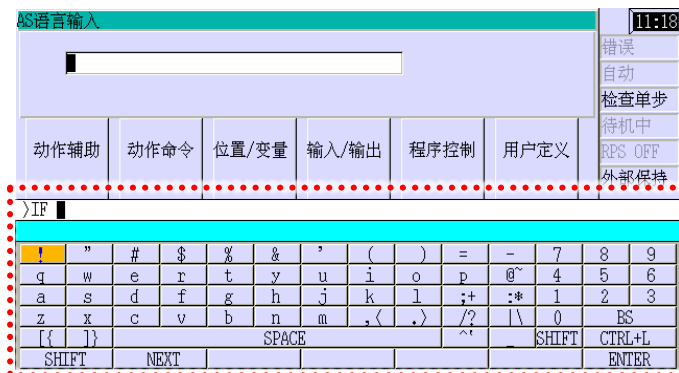 AS语言输入 11:18
错误
自动
检查单步
待机中
动作辅助 动作命令 位置/变量 输入/输出 程序控制 用户定义 RPS OFF
外部保持
>IF
! " # $ % & ' ( ) = - 7 8 9
q w e r t y u i o p @~ 4 5 6
a s d f g h j k l ;+ :* 1 2 3
z x c v b n m ,< .> /? |\ 0 BS
[{ ]} SPACE ^' _ SHIFT CTRL+L
SHIFT NEXT ENTER